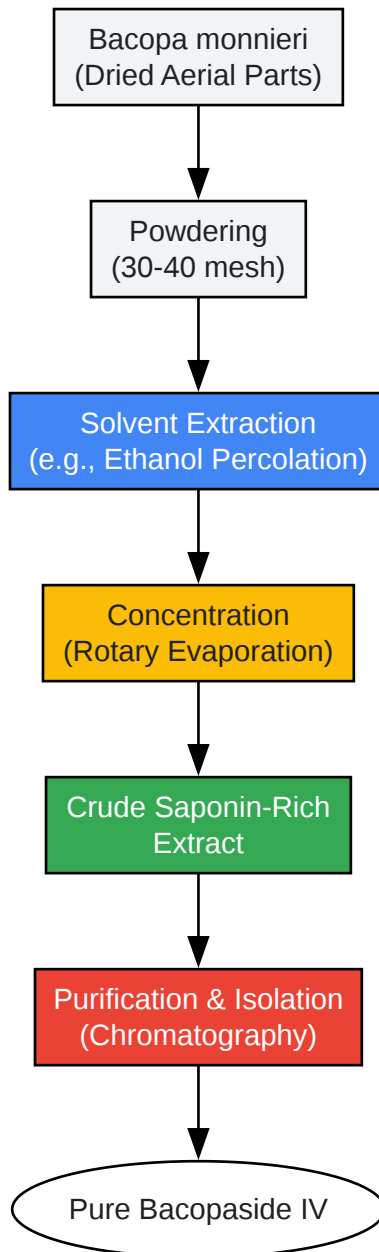 Bacopa monnieri
(Dried Aerial Parts)
Powdering
(30-40 mesh)
Solvent Extraction
(e.g., Ethanol Percolation)
Concentration
(Rotary Evaporation)
Crude Saponin-Rich
Extract
Purification & Isolation
(Chromatography)
Pure Bacopaside IV